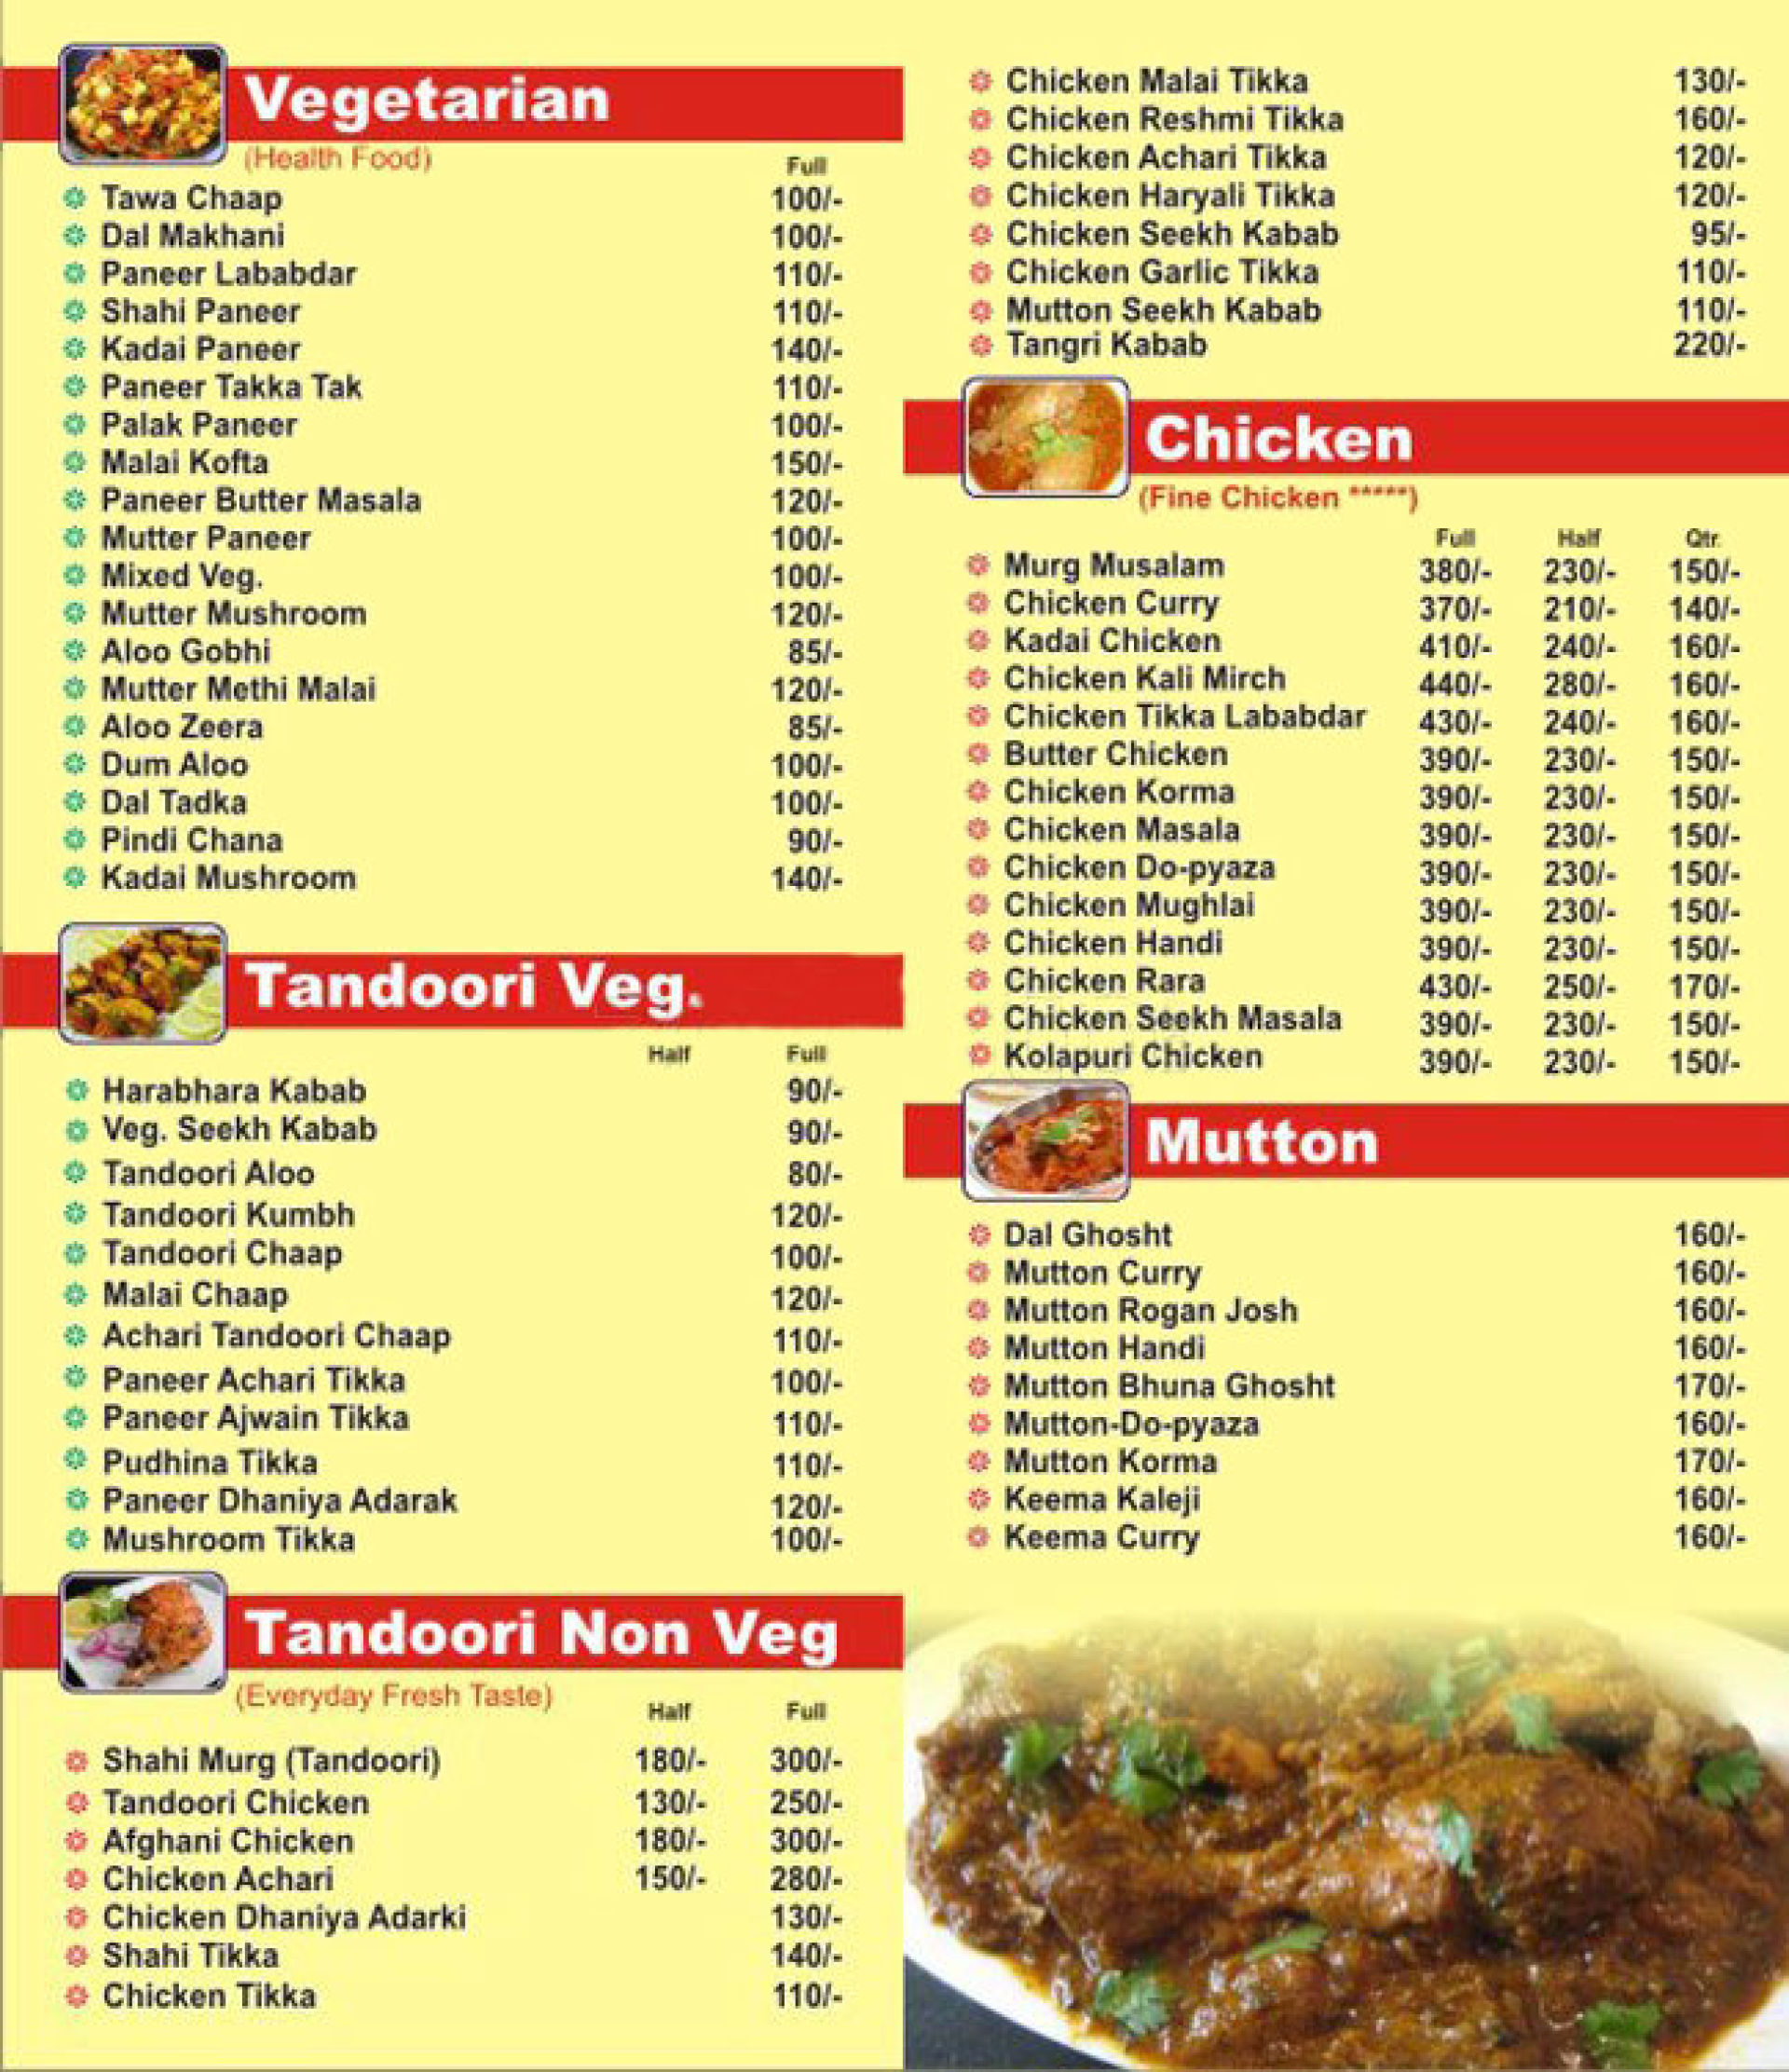 Vegetarian
(Health Food)
Full
Tawa Chaap 100/-
Dal Makhani 100/-
Paneer Lababdar 110/-
Shahi Paneer 110/-
Kadai Paneer 140/-
Paneer Takka Tak 110/-
Palak Paneer 100/-
Malai Kofta 150/-
Paneer Butter Masala 120/-
Mutter Paneer 100/-
Mixed Veg. 100/-
Mutter Mushroom 120/-
Aloo Gobhi 85/-
Mutter Methi Malai 120/-
Aloo Zeera 85/-
Dum Aloo 100/-
Dal Tadka 100/-
Pindi Chana 90/-
Kadai Mushroom 140/-
Tandoori Veg.
Half Full
Harabhara Kabab 90/-
Veg. Seekh Kabab 90/-
Tandoori Aloo 80/-
Tandoori Kumbh 120/-
Tandoori Chaap 100/-
Malai Chaap 120/-
Achari Tandoori Chaap 110/-
Paneer Achari Tikka 100/-
Paneer Ajwain Tikka 110/-
Pudhina Tikka 110/-
Paneer Dhaniya Adarak 120/-
Mushroom Tikka 100/-
Tandoori Non Veg
(Everyday Fresh Taste)
Half Full
Shahi Murg (Tandoori) 180/- 300/-
Tandoori Chicken 130/- 250/-
Afghani Chicken 180/- 300/-
Chicken Achari 150/- 280/-
Chicken Dhaniya Adarki 130/-
Shahi Tikka 140/-
Chicken Tikka 110/-
Chicken Malai Tikka 130/-
Chicken Reshmi Tikka 160/-
Chicken Achari Tikka 120/-
Chicken Haryali Tikka 120/-
Chicken Seekh Kabab 95/-
Chicken Garlic Tikka 110/-
Mutton Seekh Kabab 110/-
Tangri Kabab 220/-
Chicken
(Fine Chicken *****)
Full Half Qtr.
Murg Musalam 380/- 230/- 150/-
Chicken Curry 370/- 210/- 140/-
Kadai Chicken 410/- 240/- 160/-
Chicken Kali Mirch 440/- 280/- 160/-
Chicken Tikka Lababdar 430/- 240/- 160/-
Butter Chicken 390/- 230/- 150/-
Chicken Korma 390/- 230/- 150/-
Chicken Masala 390/- 230/- 150/-
Chicken Do-pyaza 390/- 230/- 150/-
Chicken Mughlai 390/- 230/- 150/-
Chicken Handi 390/- 230/- 150/-
Chicken Rara 430/- 250/- 170/-
Chicken Seekh Masala 390/- 230/- 150/-
Kolapuri Chicken 390/- 230/- 150/-
Mutton
Dal Ghosht 160/-
Mutton Curry 160/-
Mutton Rogan Josh 160/-
Mutton Handi 160/-
Mutton Bhuna Ghosht 170/-
Mutton-Do-pyaza 160/-
Mutton Korma 170/-
Keema Kaleji 160/-
Keema Curry 160/-